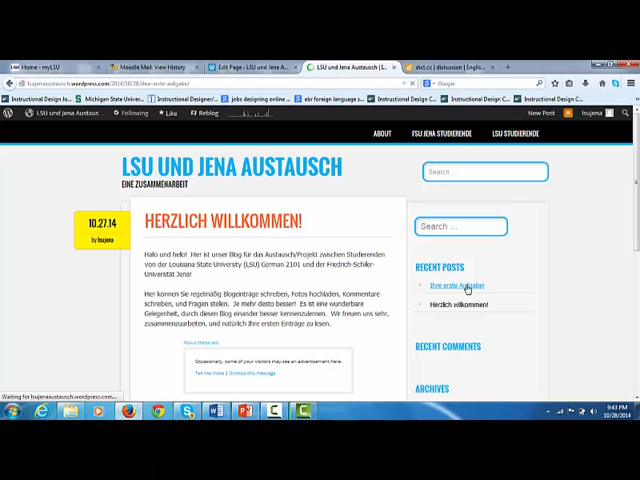 Home - myLSU
Moodle Mail: View History
Edit Page - LSU und Jena A...
LSU und Jena Austausch | ...
dict.cc | diskussion | Englis...
lsujenaaustausch.wordpress.com/2014/10/28/ihre-erste-aufgabe/
Google
Instructional Design Jo...
Michigan State Univer...
Instructional Designer/...
jobs designing online ...
ebr foreign language s...
Instructional Design...
Instructional Design...
LSU und Jena Austaus...
Following
Like
Reblog
New Post
lsujena
ABOUT
FSU JENA STUDIERENDE
LSU STUDIERENDE
LSU UND JENA AUSTAUSCH
EINE ZUSAMMENARBEIT
Search ...
10.27.14
by lsujena
HERZLICH WILLKOMMEN!
Hallo und hello! Hier ist unser Blog für das Austausch/Projekt zwischen Studierenden
von der Louisiana State University (LSU) German 2101 und der Friedrich-Schiller-
Universität Jena!
Hier können Sie regelmäßig Blogeinträge schreiben, Fotos hochladen, Kommentare
schreiben, und Fragen stellen. Je mehr desto besser! Es ist eine wunderbare
Gelegenheit, durch diesen Blog einander besser kennenzulernen. Wir freuen uns sehr,
zusammenzuarbeiten, und natürlich Ihre ersten Einträge zu lesen.
About these ads
Occasionally, some of your visitors may see an advertisement here.
Tell me more | Dismiss this message
Search ...
RECENT POSTS
Ihre erste Aufgabe!
Herzlich willkommen!
RECENT COMMENTS
ARCHIVES
Waiting for lsujenaaustausch.wordpress.com...
9:43 PM
10/28/2014